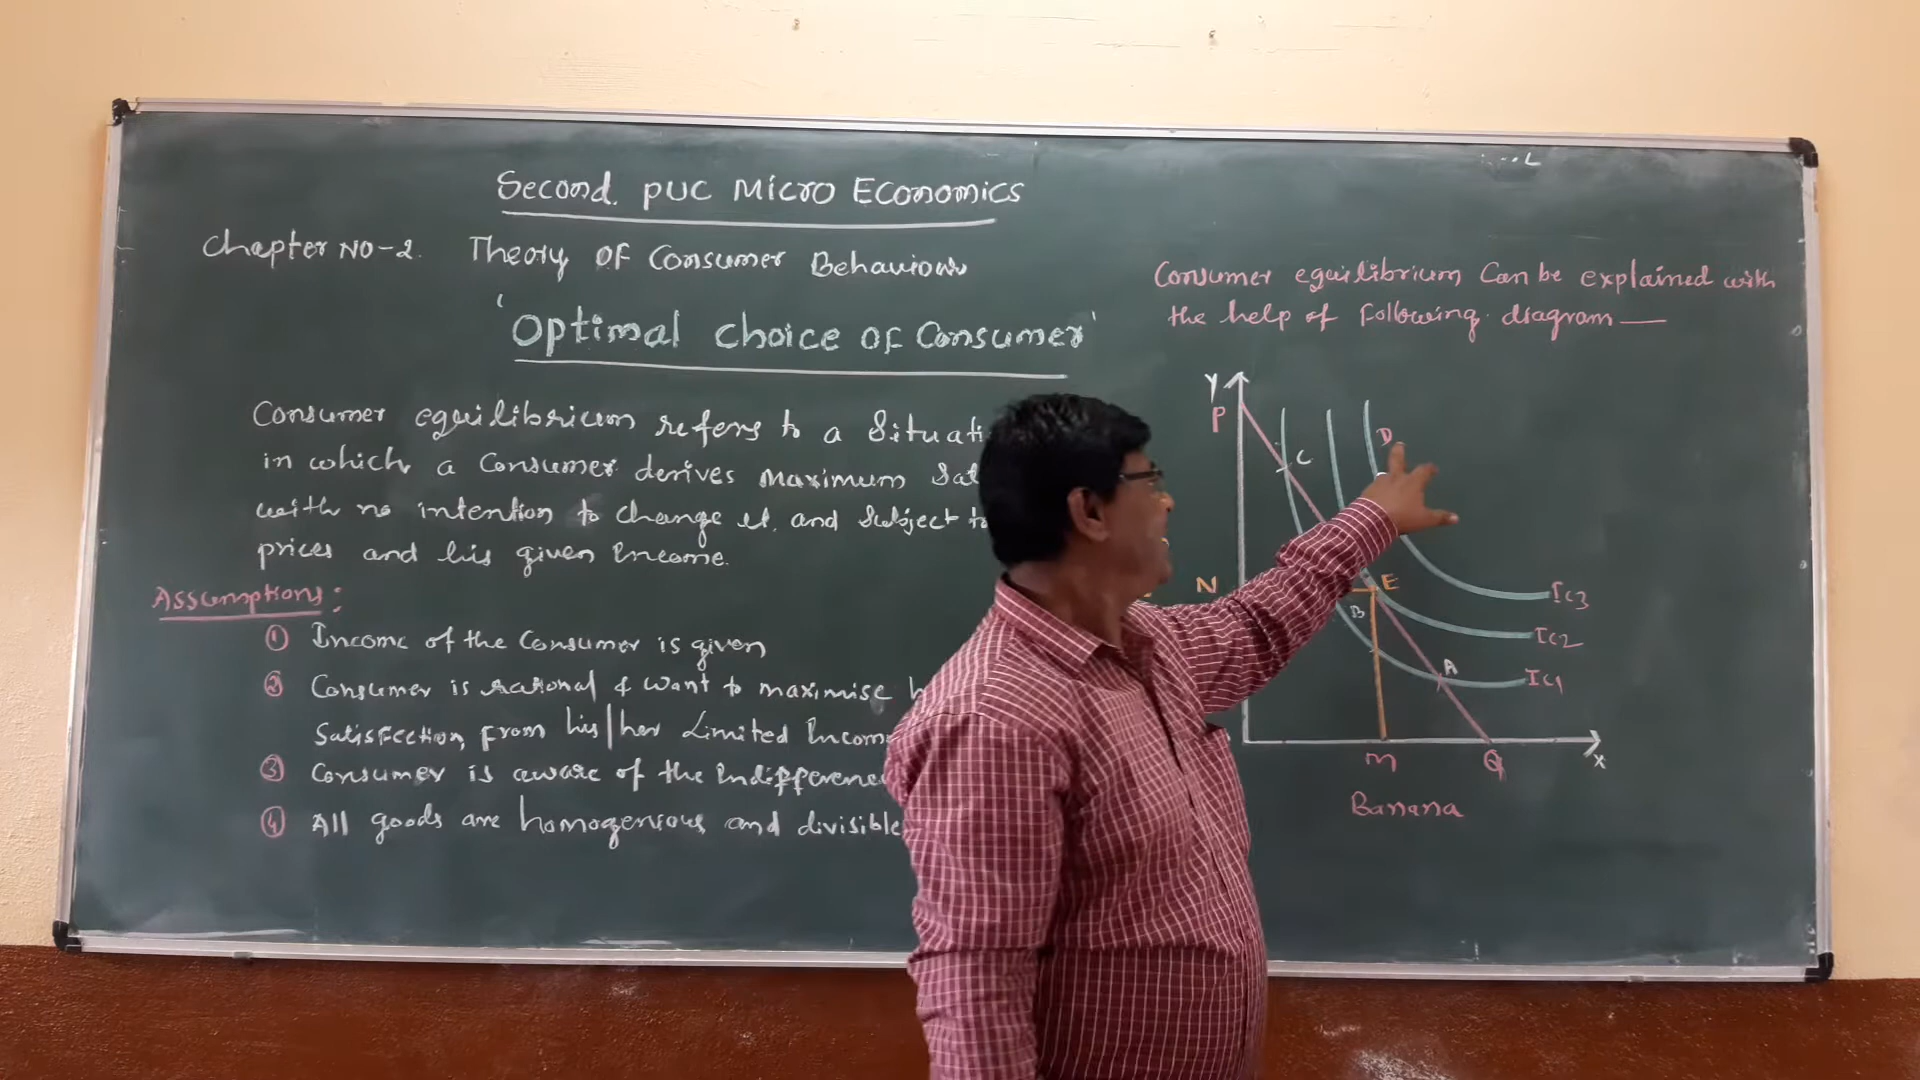 Second. PUC MICRO ECONOMICS
Chapter NO-2. Theory OF Consumer Behaviour
'Optimal choice OF Consumer'
Consumer equilibrium refers to a Situati
in which a Consumer derives Maximum Sat
with no intention to change it. and Subject to
prices and his given Income.
Assumptions:
① Income of the Consumer is given
② Consumer is rational & want to maximise h
Satisfection, from his/her Limited Incom
③ Consumer is aware of the Indifference
④ All goods are homogenious and divisible
Consumer equilibrium Can be explained with
the help of Following diagram —
Y
P
C
D
N
E
B
A
IC3
IC2
IC1
M
Q
X
Banana